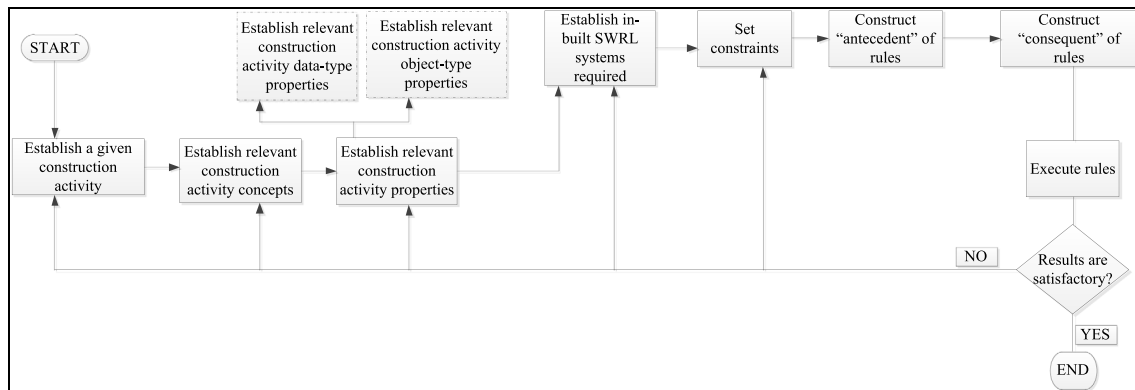 START
Establish a given
construction
activity
Establish relevant
construction
activity concepts
Establish relevant
construction
activity properties
Establish relevant
construction
activity data-type
properties
Establish relevant
construction activity
object-type
properties
Establish in-
built SWRL
systems
required
Set
constraints
Construct
“antecedent” of
rules
Construct
“consequent” of
rules
Execute rules
Results are
satisfactory?
NO
YES
END